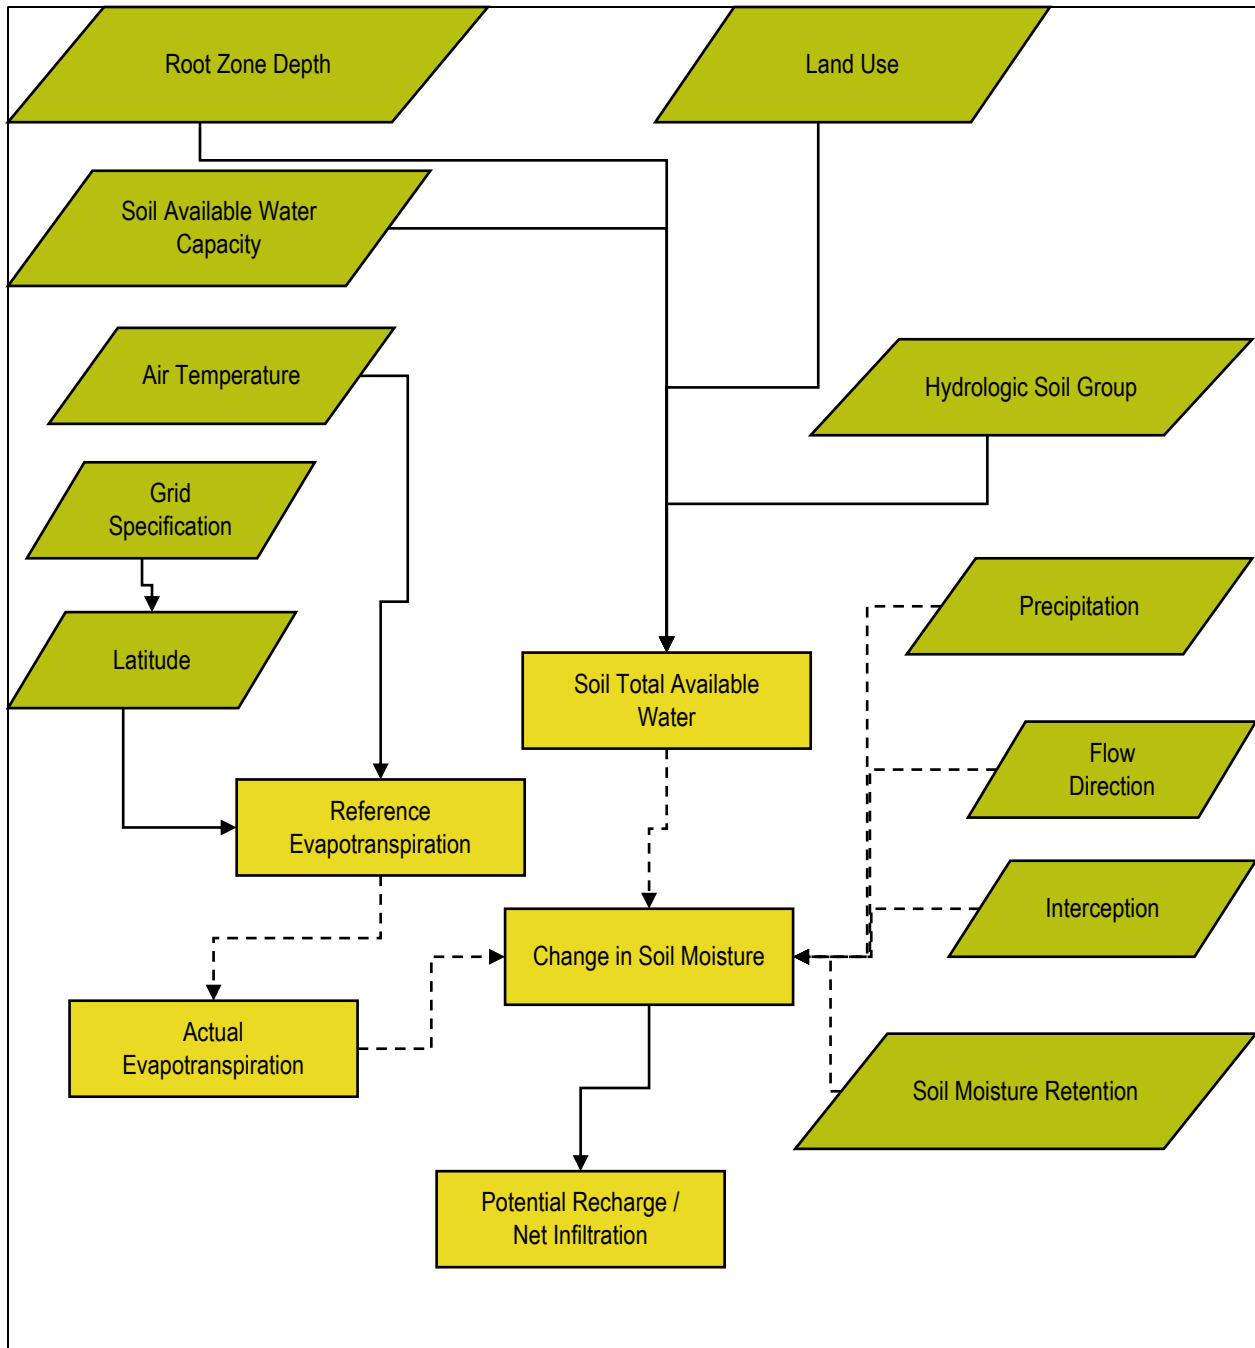 Root Zone Depth
Land Use
Soil Available Water
Capacity
Air Temperature
Hydrologic Soil Group
Grid
Specification
Precipitation
Latitude
Soil Total Available
Water
Flow
Direction
Reference
Evapotranspiration
Interception
Change in Soil Moisture
Actual
Evapotranspiration
Soil Moisture Retention
Potential Recharge /
Net Infiltration